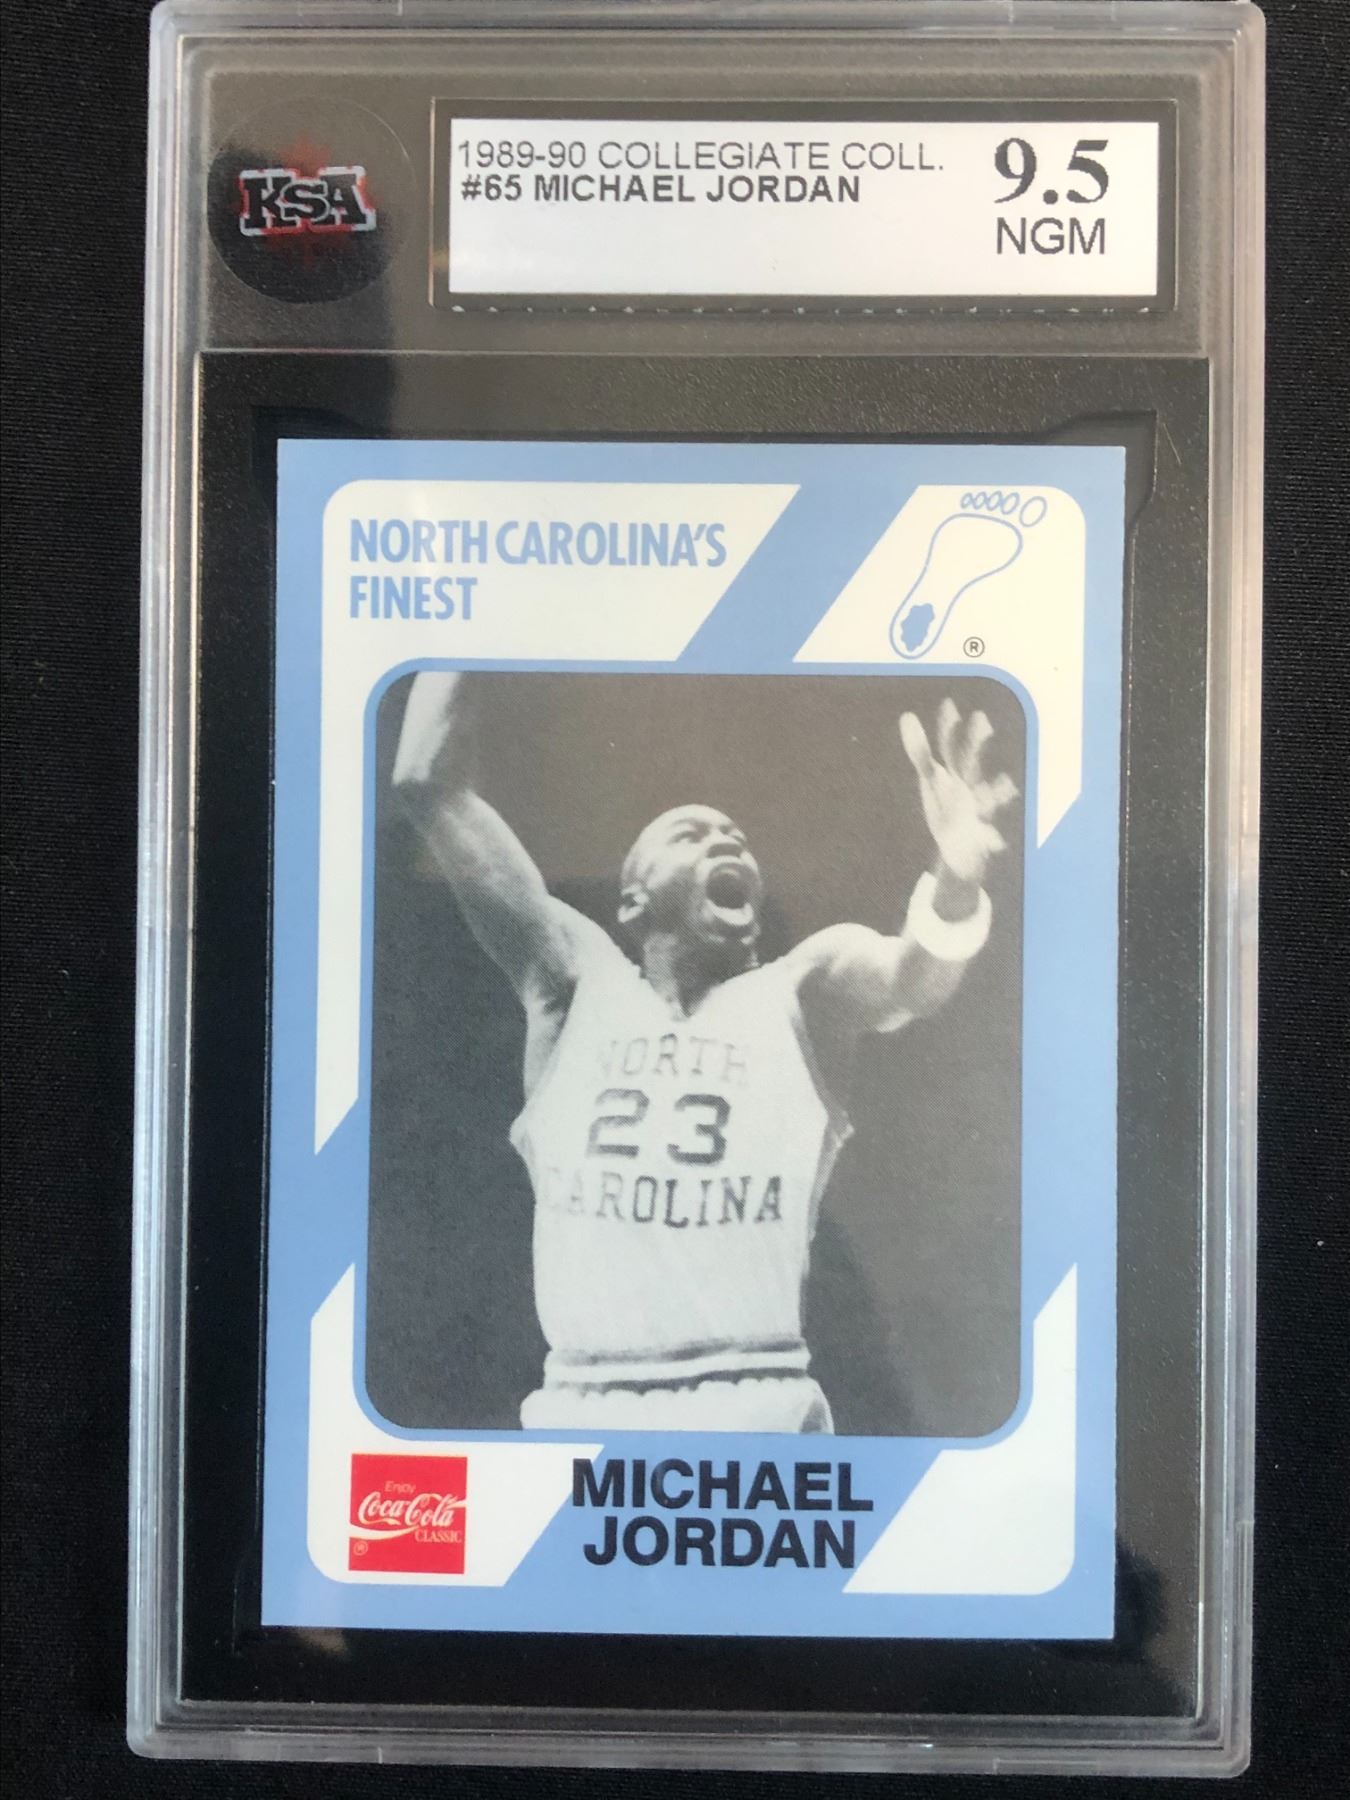 KSA
1989-90 COLLEGIATE COLL.
#65 MICHAEL JORDAN
9.5
NGM
NORTH CAROLINA'S
FINEST
®
NORTH
23
CAROLINA
Enjoy
Coca-Cola
CLASSIC
®
MICHAEL
JORDAN